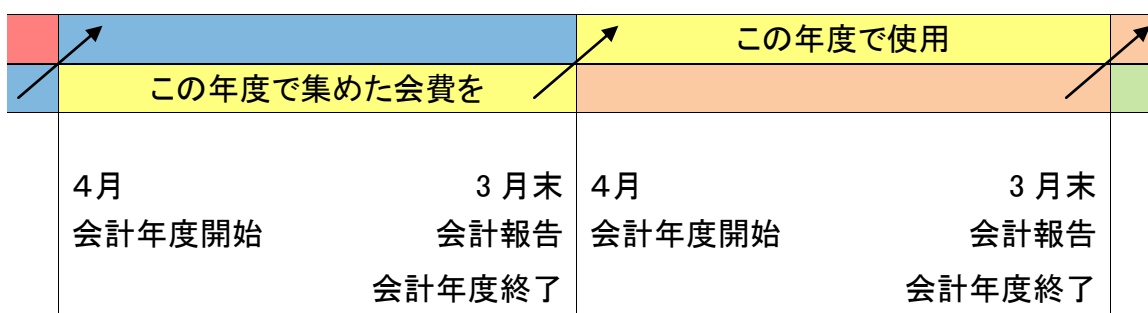 この年度で使用
この年度で集めた会費を
４月 3 月末 ４月 3 月末
会計年度開始 会計報告 会計年度開始 会計報告
会計年度終了 会計年度終了